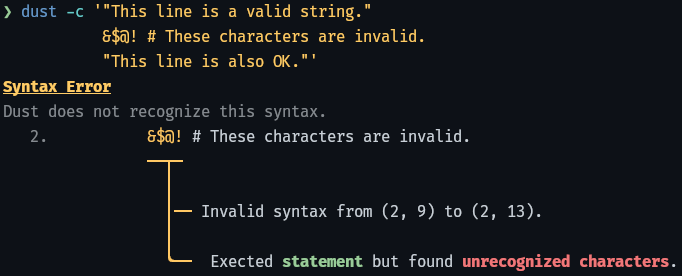 ❯ dust -c '"This line is a valid string."
&$@! # These characters are invalid.
"This line is also OK."'
Syntax Error
Dust does not recognize this syntax.
2. &$@! # These characters are invalid.
Invalid syntax from (2, 9) to (2, 13).
Exected statement but found unrecognized characters.